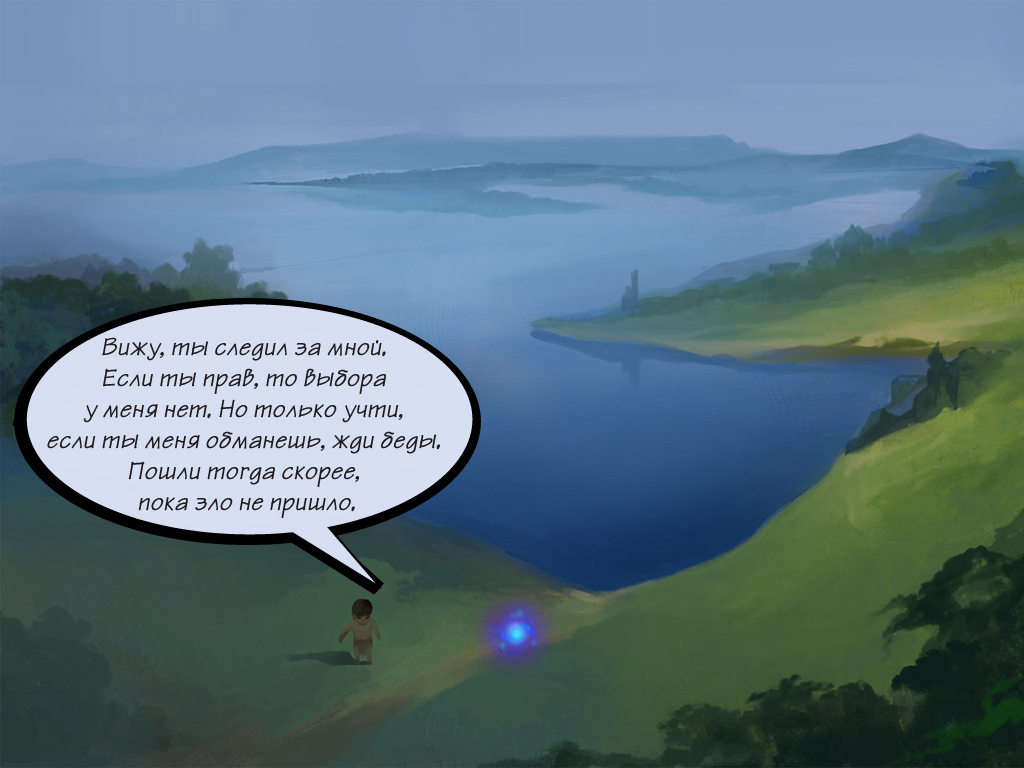 Вижу, ты следил за мной.
Если ты прав, то выбора
у меня нет. Но только учти,
если ты меня обманешь, жди беды.
Пошли тогда скорее,
пока зло не пришло.